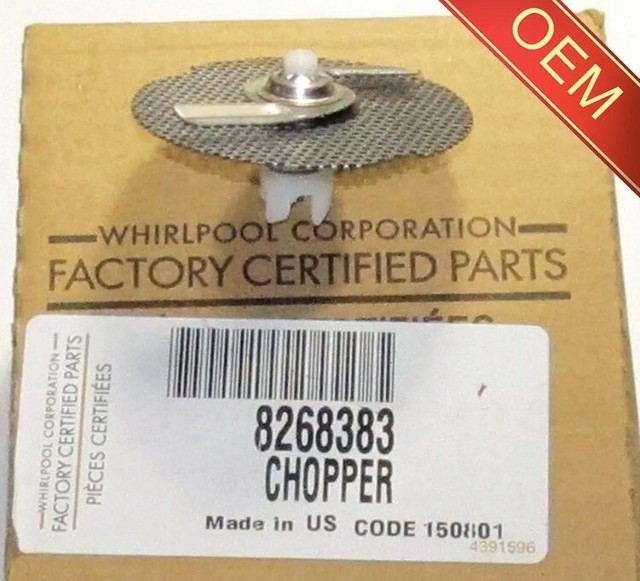 OEM
WHIRLPOOL CORPORATION
FACTORY CERTIFIED PARTS
WHIRLPOOL CORPORATION
FACTORY CERTIFIED PARTS
PIÈCES CERTIFIÉES
8268383
CHOPPER
Made in US CODE 150801
4391596